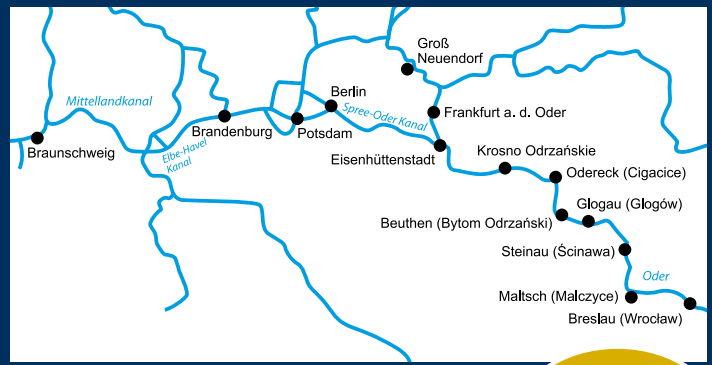 Groß
Neuendorf
Berlin
Mittellandkanal
Spree-Oder Kanal
Frankfurt a. d. Oder
Brandenburg
Potsdam
Braunschweig
Elbe-Havel
Kanal
Eisenhüttenstadt
Krosno Odrzańskie
Odereck (Cigacice)
Glogau (Glogów)
Beuthen (Bytom Odrzański)
Steinau (Ścinawa)
Oder
Maltsch (Malczyce)
Breslau (Wrocław)